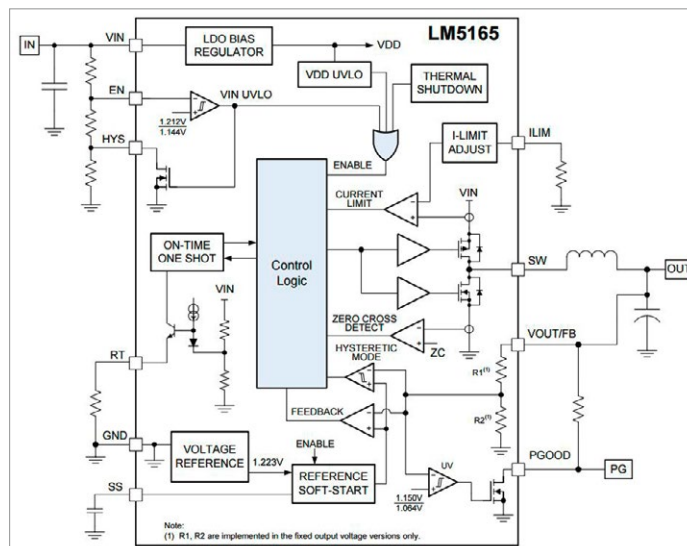 LM5165
IN
VIN
LDO BIAS
REGULATOR
VDD
VDD UVLO
THERMAL
SHUTDOWN
EN
VIN UVLO
1.212V
1.144V
HYS
I-LIMIT
ADJUST
ILIM
ENABLE
CURRENT
LIMIT
VIN
ON-TIME
ONE SHOT
Control
Logic
SW
OUT
VIN
ZERO CROSS
DETECT
ZC
VOUT/FB
HYSTERETIC
MODE
R1(1)
RT
FEEDBACK
R2(1)
GND
VOLTAGE
REFERENCE
1.223V
ENABLE
REFERENCE
SOFT-START
UV
1.150V
1.064V
PGOOD
PG
SS
Note:
(1) R1, R2 are implemented in the fixed output voltage versions only.